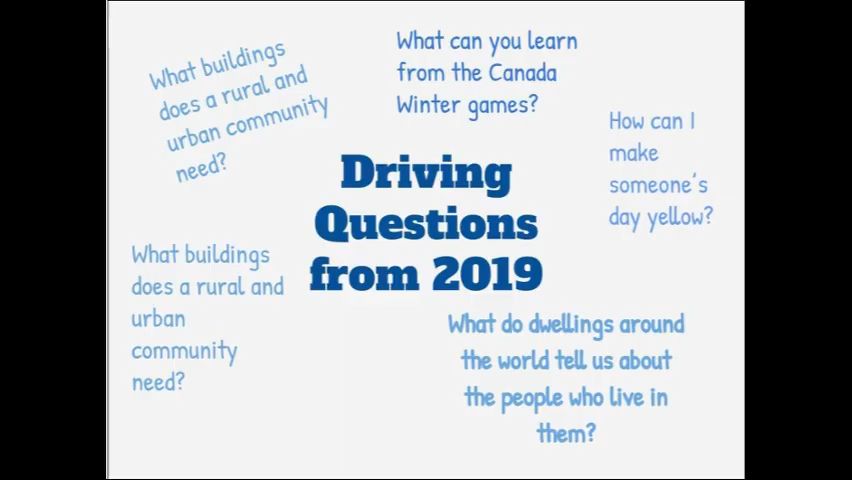 What buildings
does a rural and
urban community
need?
What can you learn
from the Canada
Winter games?
How can I
make
someone's
day yellow?
Driving
Questions
from 2019
What buildings
does a rural and
urban
community
need?
What do dwellings around
the world tell us about
the people who live in
them?